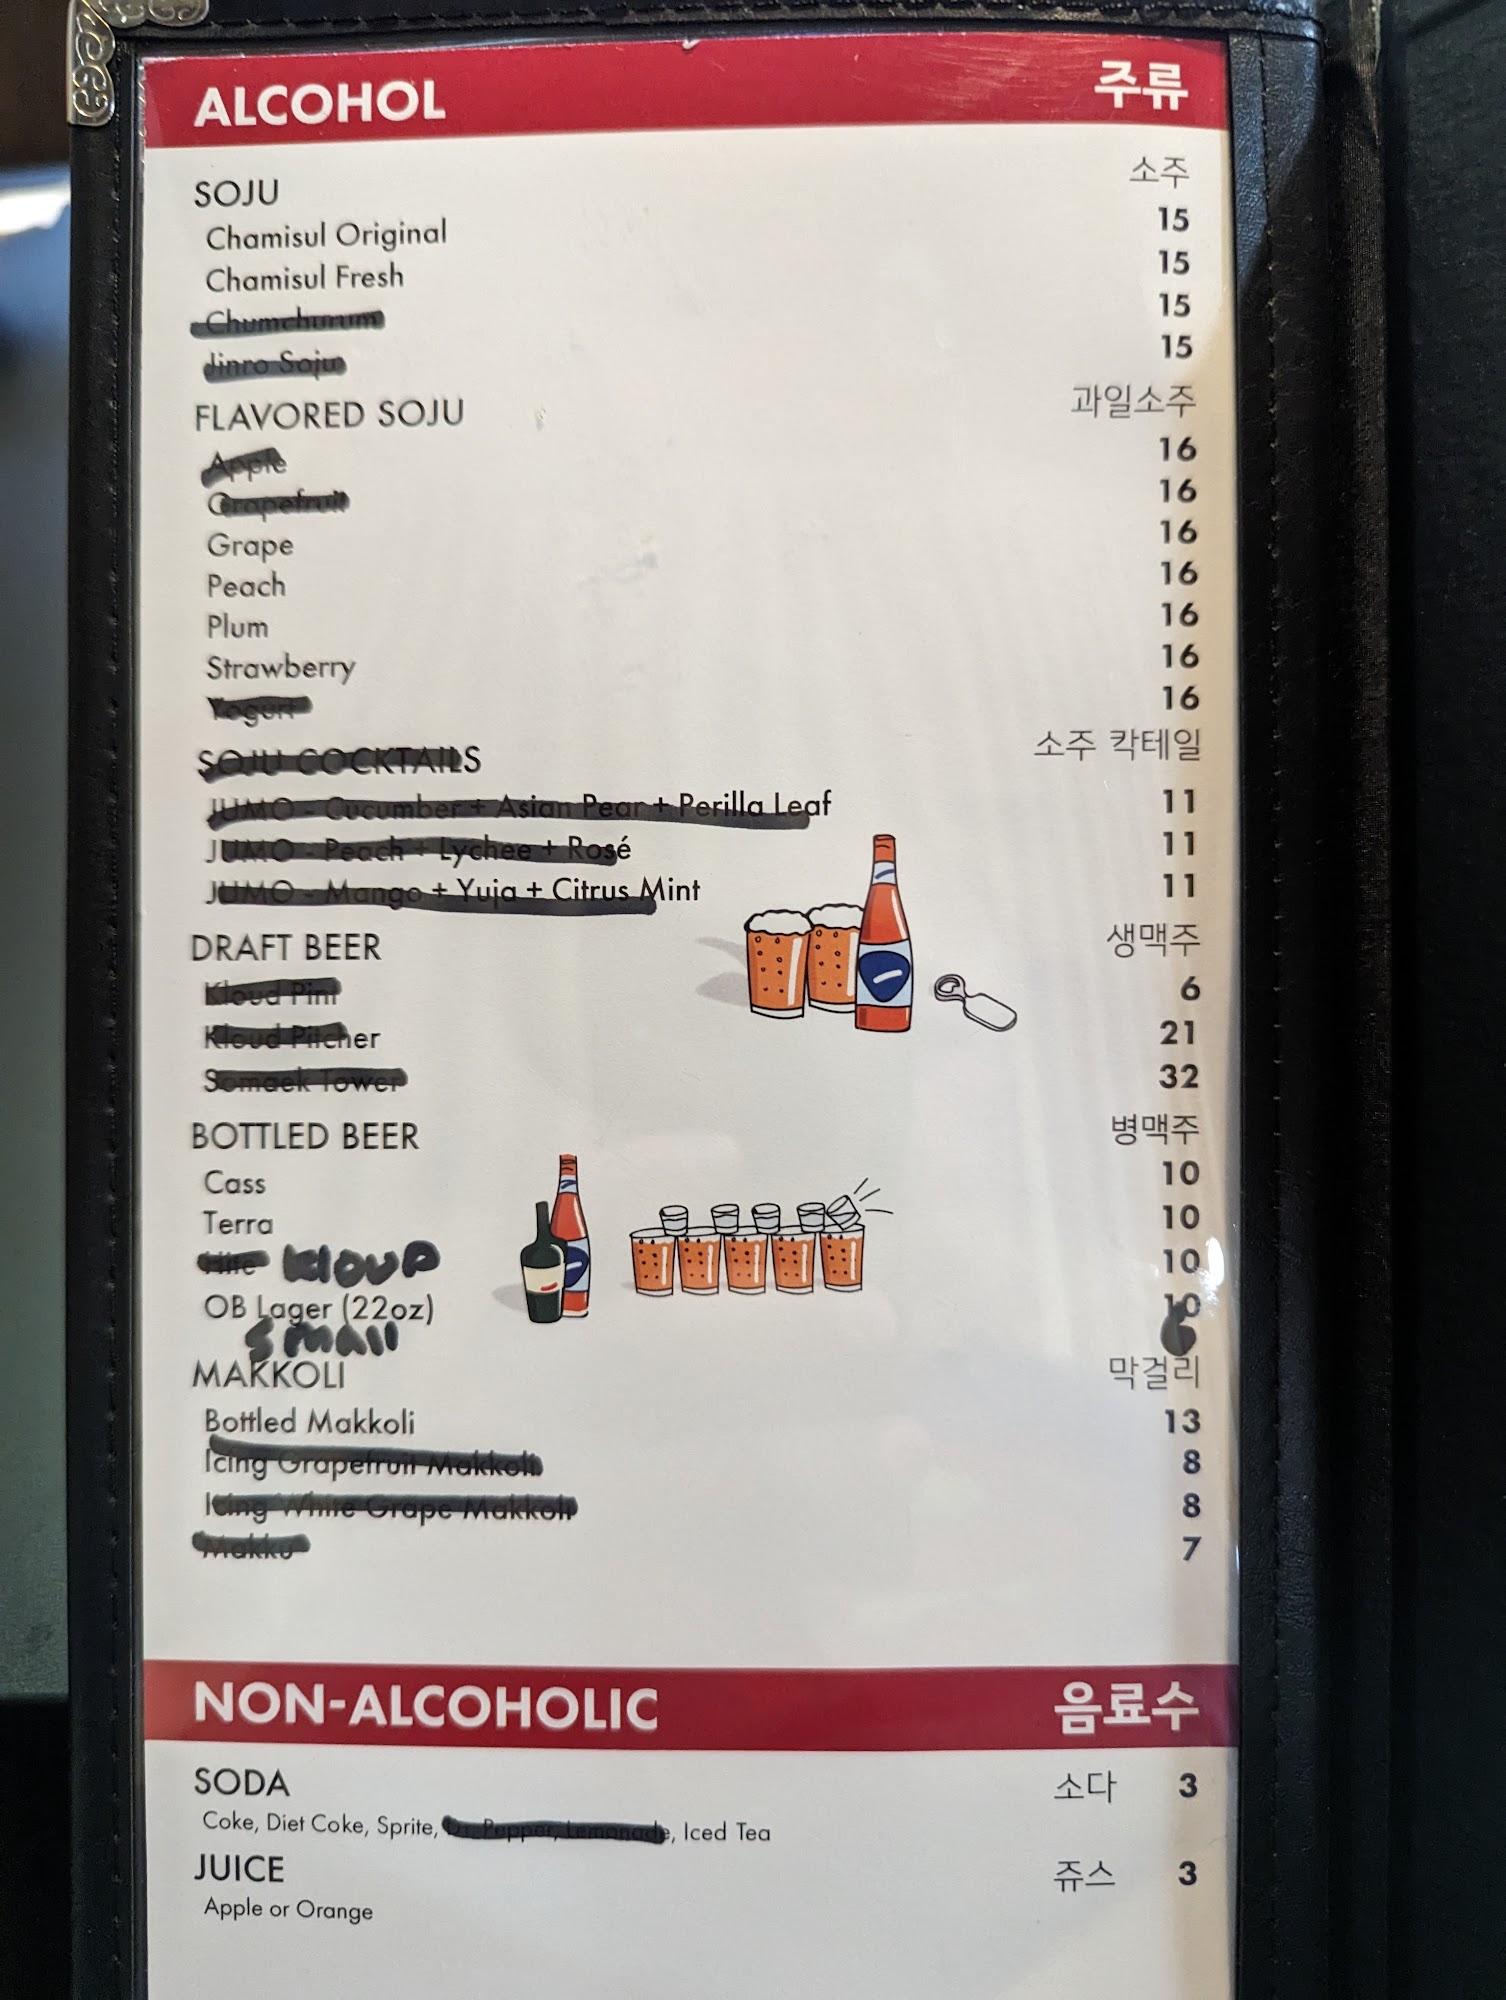 ALCOHOL 주류
SOJU 소주
Chamisul Original 15
Chamisul Fresh 15
Chumchurum 15
Jinro Soju 15
FLAVORED SOJU 과일소주
Apple 16
Grapefruit 16
Grape 16
Peach 16
Plum 16
Strawberry 16
Yogurt 16
SOJU COCKTAILS 소주 칵테일
JUMO - Cucumber + Asian Pear + Perilla Leaf 11
JUMO - Peach + Lychee + Rosé 11
JUMO - Mango + Yuja + Citrus Mint 11
DRAFT BEER 생맥주
Kloud Pint 6
Kloud Pitcher 21
Somaek Tower 32
BOTTLED BEER 병맥주
Cass 10
Terra 10
Hite KloUD 10
OB Lager (22oz) 10
Small 6
MAKKOLI 막걸리
Bottled Makkoli 13
Icing Grapefruit Makkoli 8
Icing White Grape Makkoli 8
Makku 7
NON-ALCOHOLIC 음료수
SODA 소다 3
Coke, Diet Coke, Sprite, Dr. Pepper, Lemonade, Iced Tea
JUICE 쥬스 3
Apple or Orange